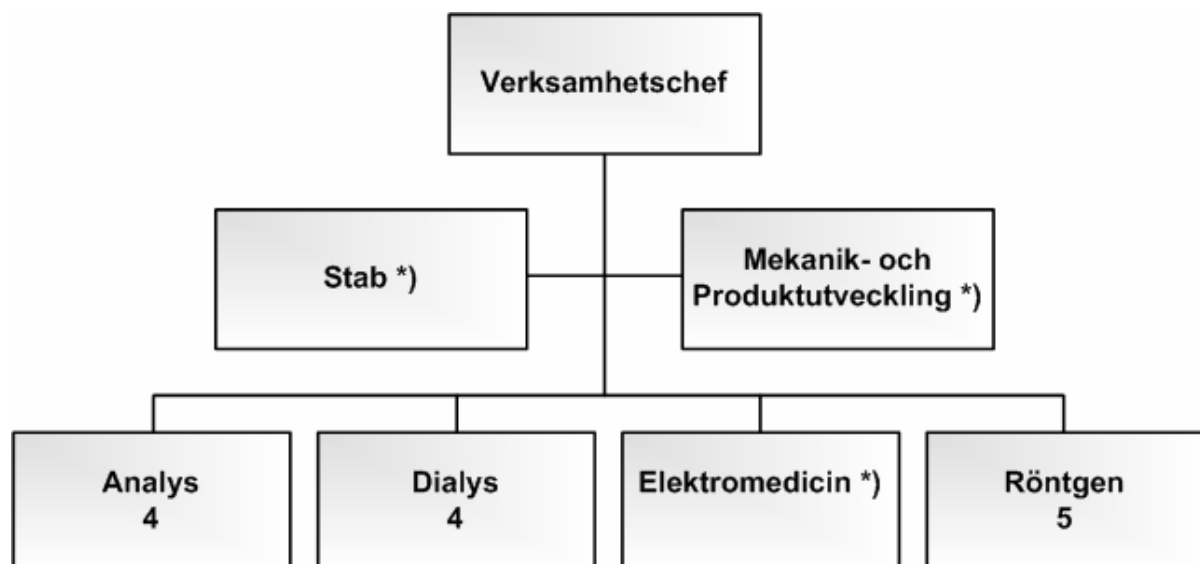 Verksamhetschef
Stab *)
Mekanik- och
Produktutveckling *)
Analys
4
Dialys
4
Elektromedicin *)
Röntgen
5